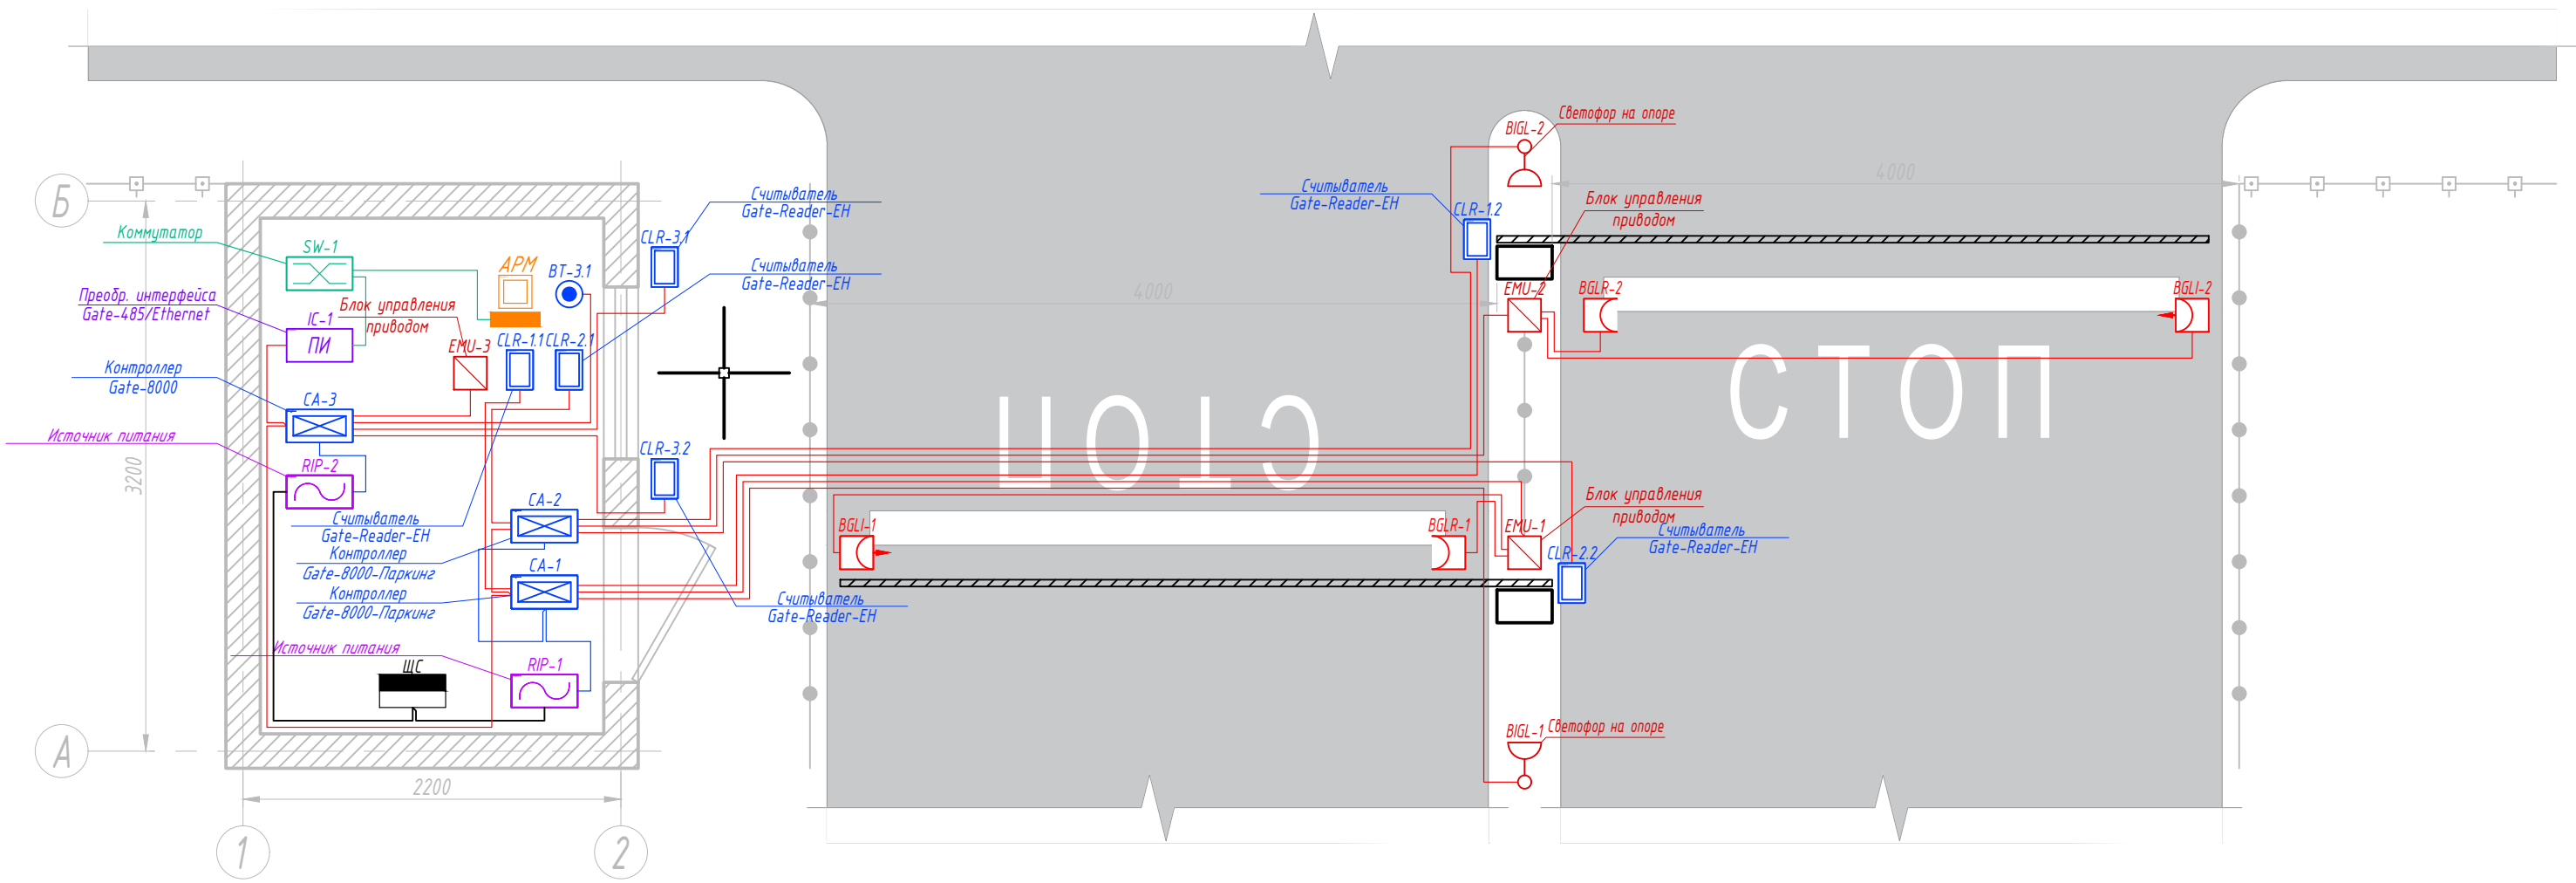 Светофор на опоре
BIGL-2
4000
Б
Считыватель
Gate-Reader-EH
Считыватель
Gate-Reader-EH
Блок управления
приводом
CLR-1.2
Коммутатор
SW-1
CLR-3.1
АРМ
BT-3.1
Считыватель
Gate-Reader-EH
4000
EMU-2
BGLR-2
BGLI-2
Преобр. интерфейса
Gate-485/Ethernet
Блок управления
приводом
IC-1
ПИ
EMU-3
CLR-1.1
CLR-2.1
Контроллер
Gate-8000
CA-3
СТОП
СТОП
Источник питания
RIP-2
3200
CLR-3.2
CA-2
Считыватель
Gate-Reader-EH
Блок управления
приводом
BGLI-1
BGLR-1
EMU-1
Считыватель
Gate-Reader-EH
CLR-2.2
Контроллер
Gate-8000-Паркинг
CA-1
Контроллер
Gate-8000-Паркинг
Считыватель
Gate-Reader-EH
Источник питания
ЩС
RIP-1
BIGL-1
Светофор на опоре
А
2200
1
2